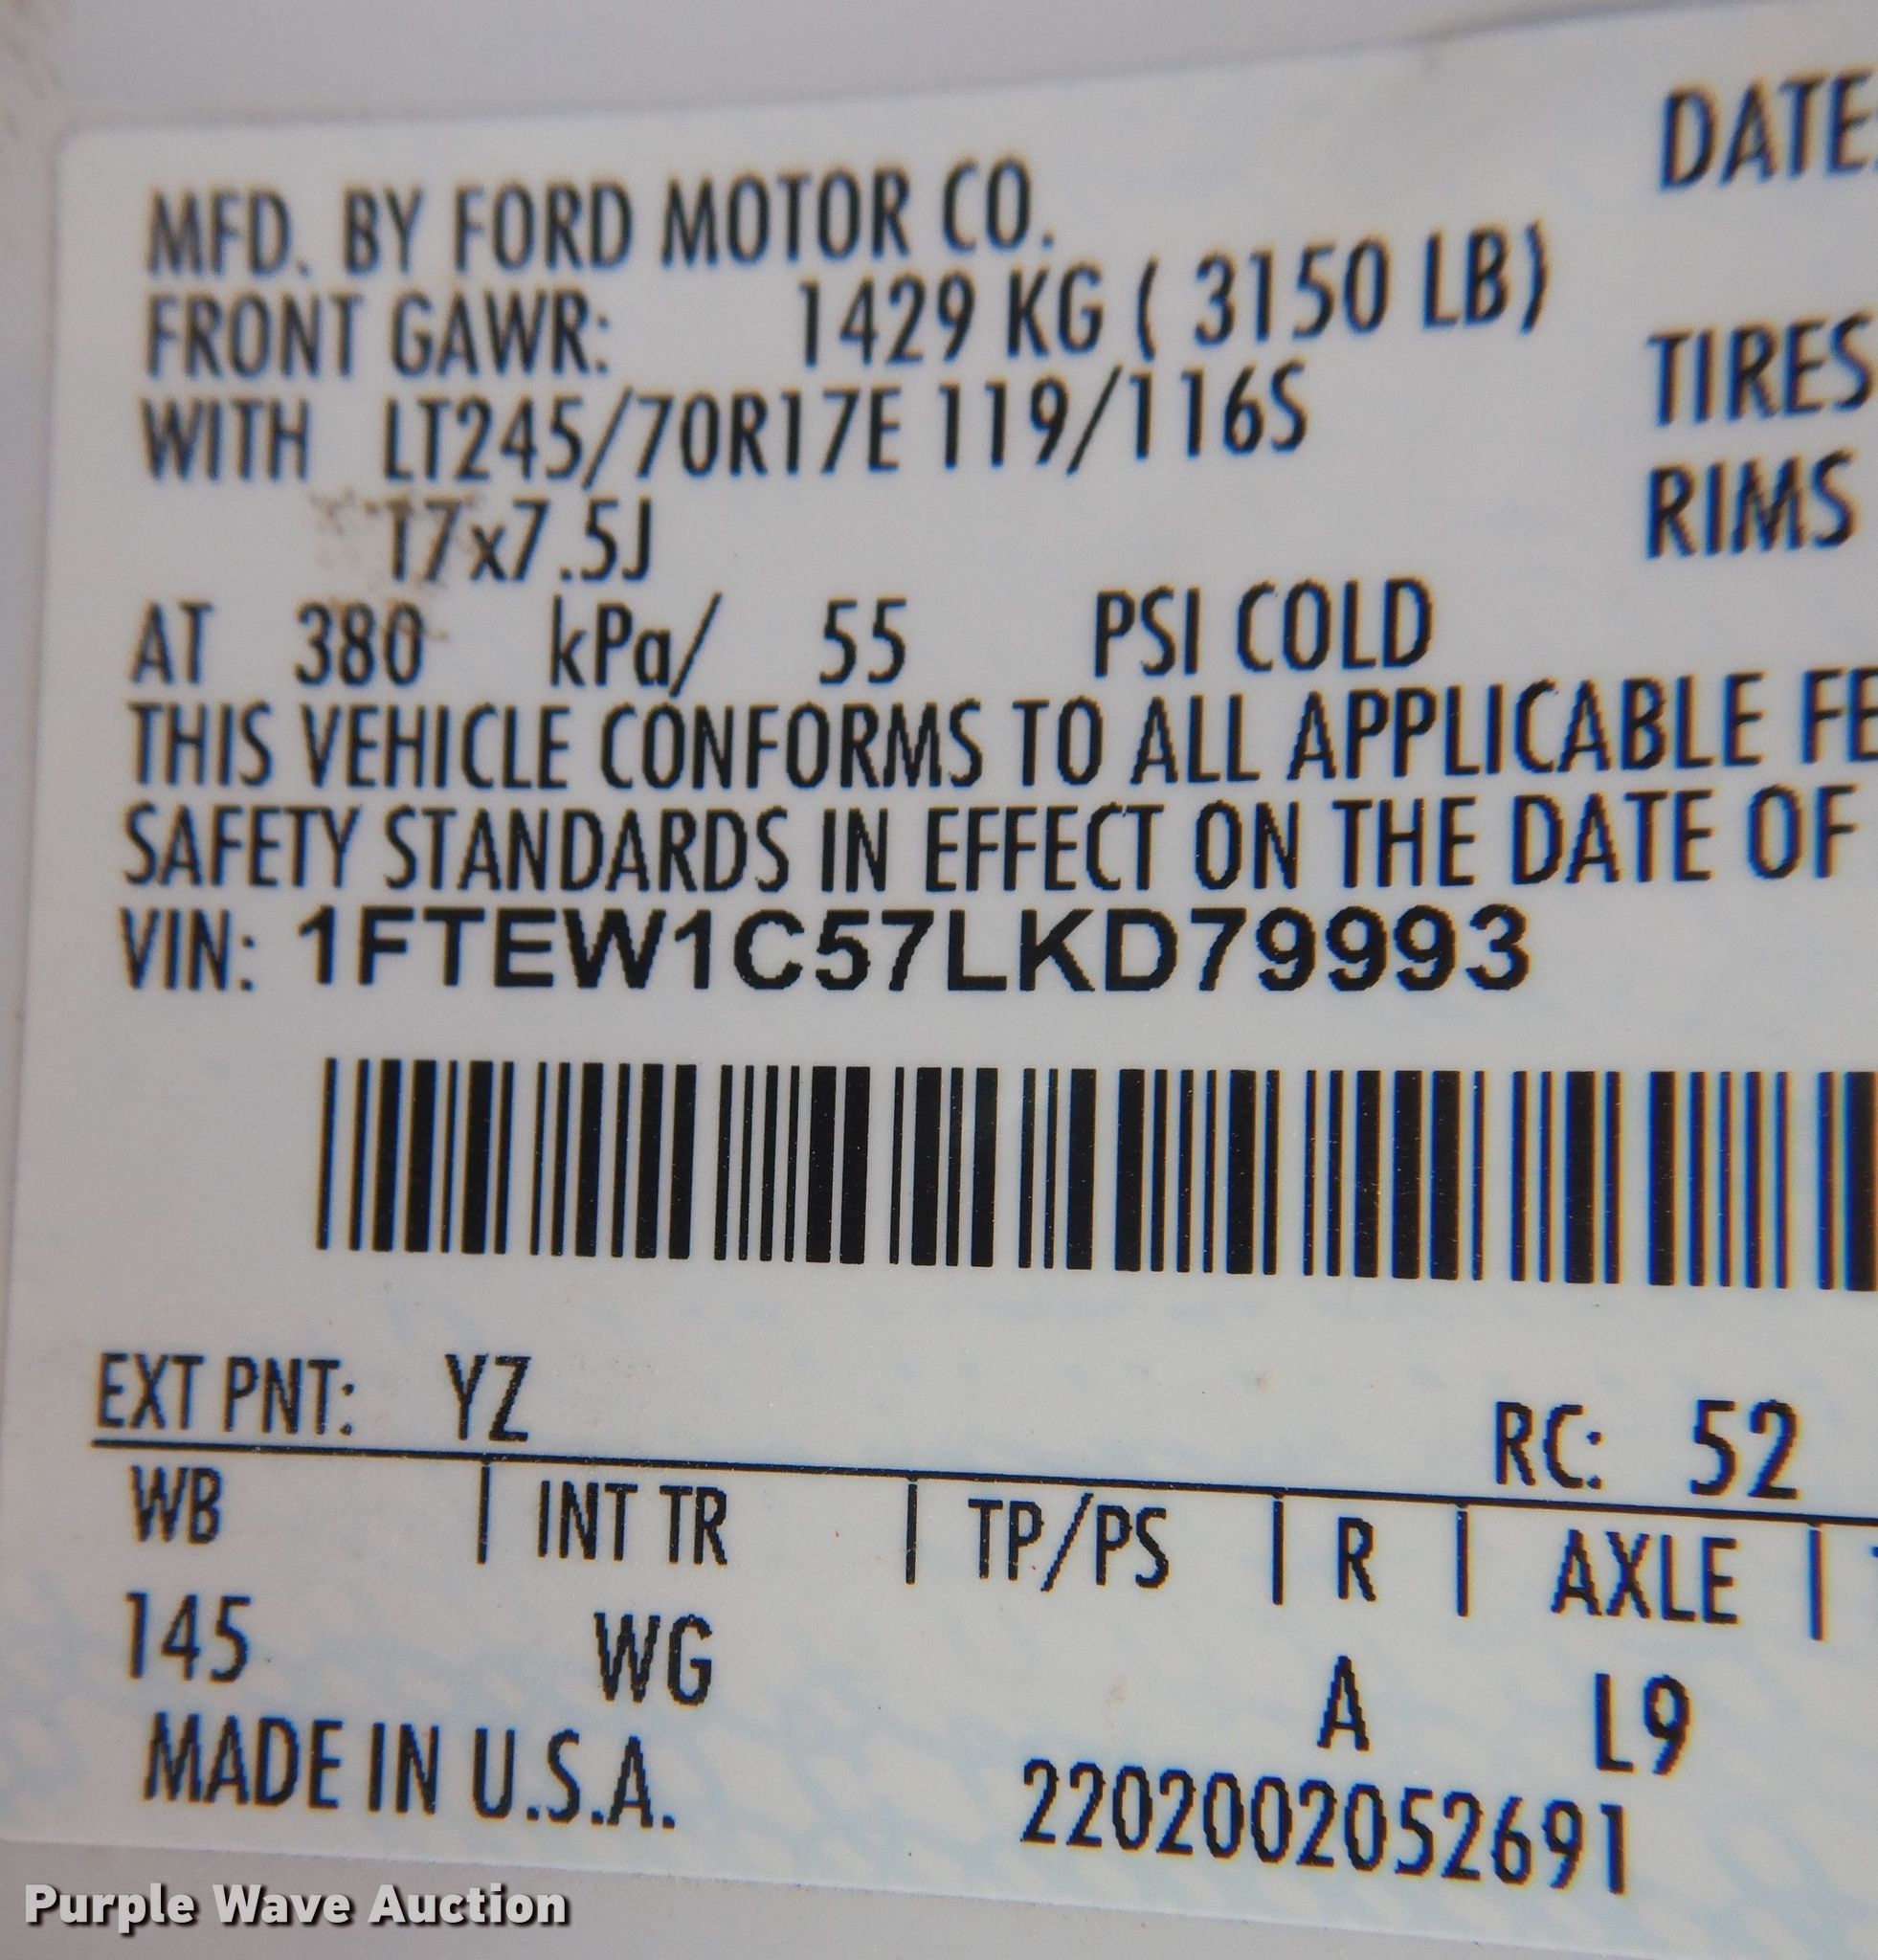 DATE:
MFD. BY FORD MOTOR CO.
FRONT GAWR: 1429 KG ( 3150 LB)
WITH LT245/70R17E 119/116S
TIRES
17x7.5J
RIMS
AT 380 kPa/ 55 PSI COLD
THIS VEHICLE CONFORMS TO ALL APPLICABLE FE
SAFETY STANDARDS IN EFFECT ON THE DATE OF
VIN: 1FTEW1C57LKD79993
EXT PNT: YZ RC: 52
WB | INT TR | TP/PS | R | AXLE |
145 WG A L9
MADE IN U.S.A. 2202002052691
Purple Wave Auction